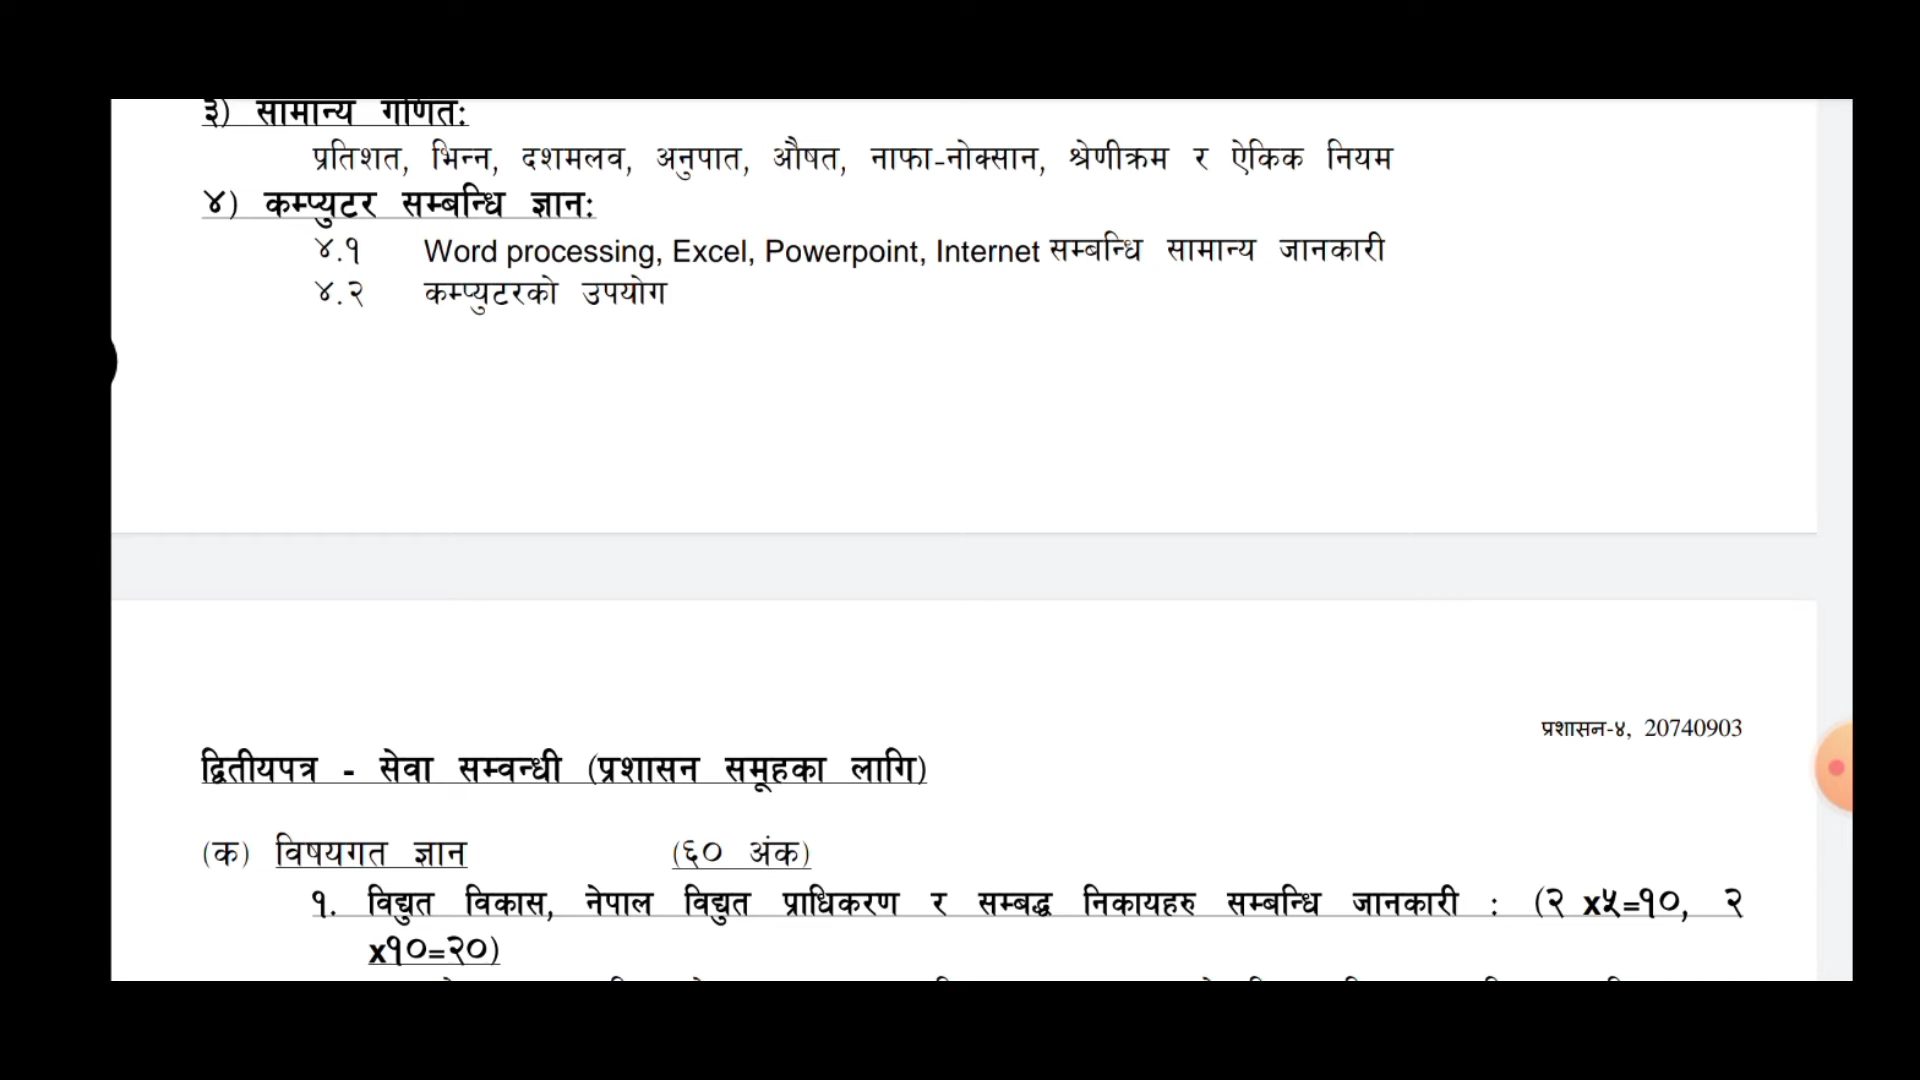 ३) सामान्य गणितः
प्रतिशत, भिन्न, दशमलव, अनुपात, औषत, नाफा-नोक्सान, श्रेणीक्रम र ऐकिक नियम
४) कम्प्युटर सम्बन्धि ज्ञानः
४.१ Word processing, Excel, Powerpoint, Internet सम्बन्धि सामान्य जानकारी
४.२ कम्प्युटरको उपयोग
प्रशासन-४, 20740903
द्वितीयपत्र - सेवा सम्वन्धी (प्रशासन समूहका लागि)
(क) विषयगत ज्ञान (६० अंक)
१. विद्युत विकास, नेपाल विद्युत प्राधिकरण र सम्बद्ध निकायहरु सम्बन्धि जानकारी : (२ x५=१०, २
x१०=२०)